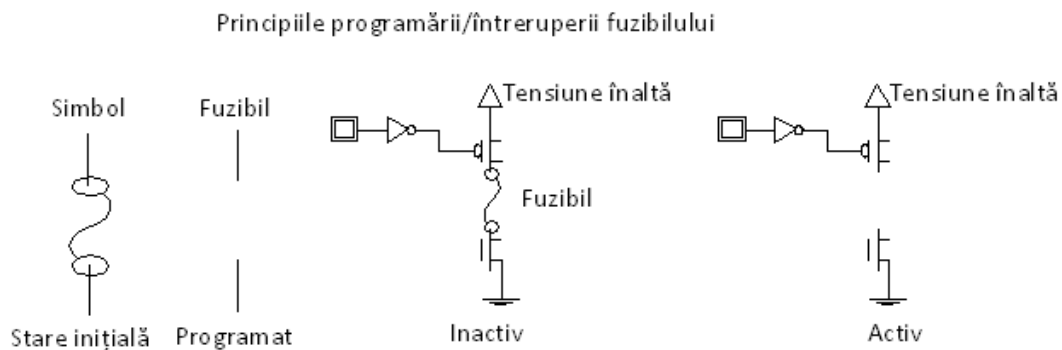 Principiile programării/întreruperii fuzibilului
Simbol
Fuzibil
Tensiune înaltă
Tensiune înaltă
Fuzibil
Stare inițială
Programat
Inactiv
Activ